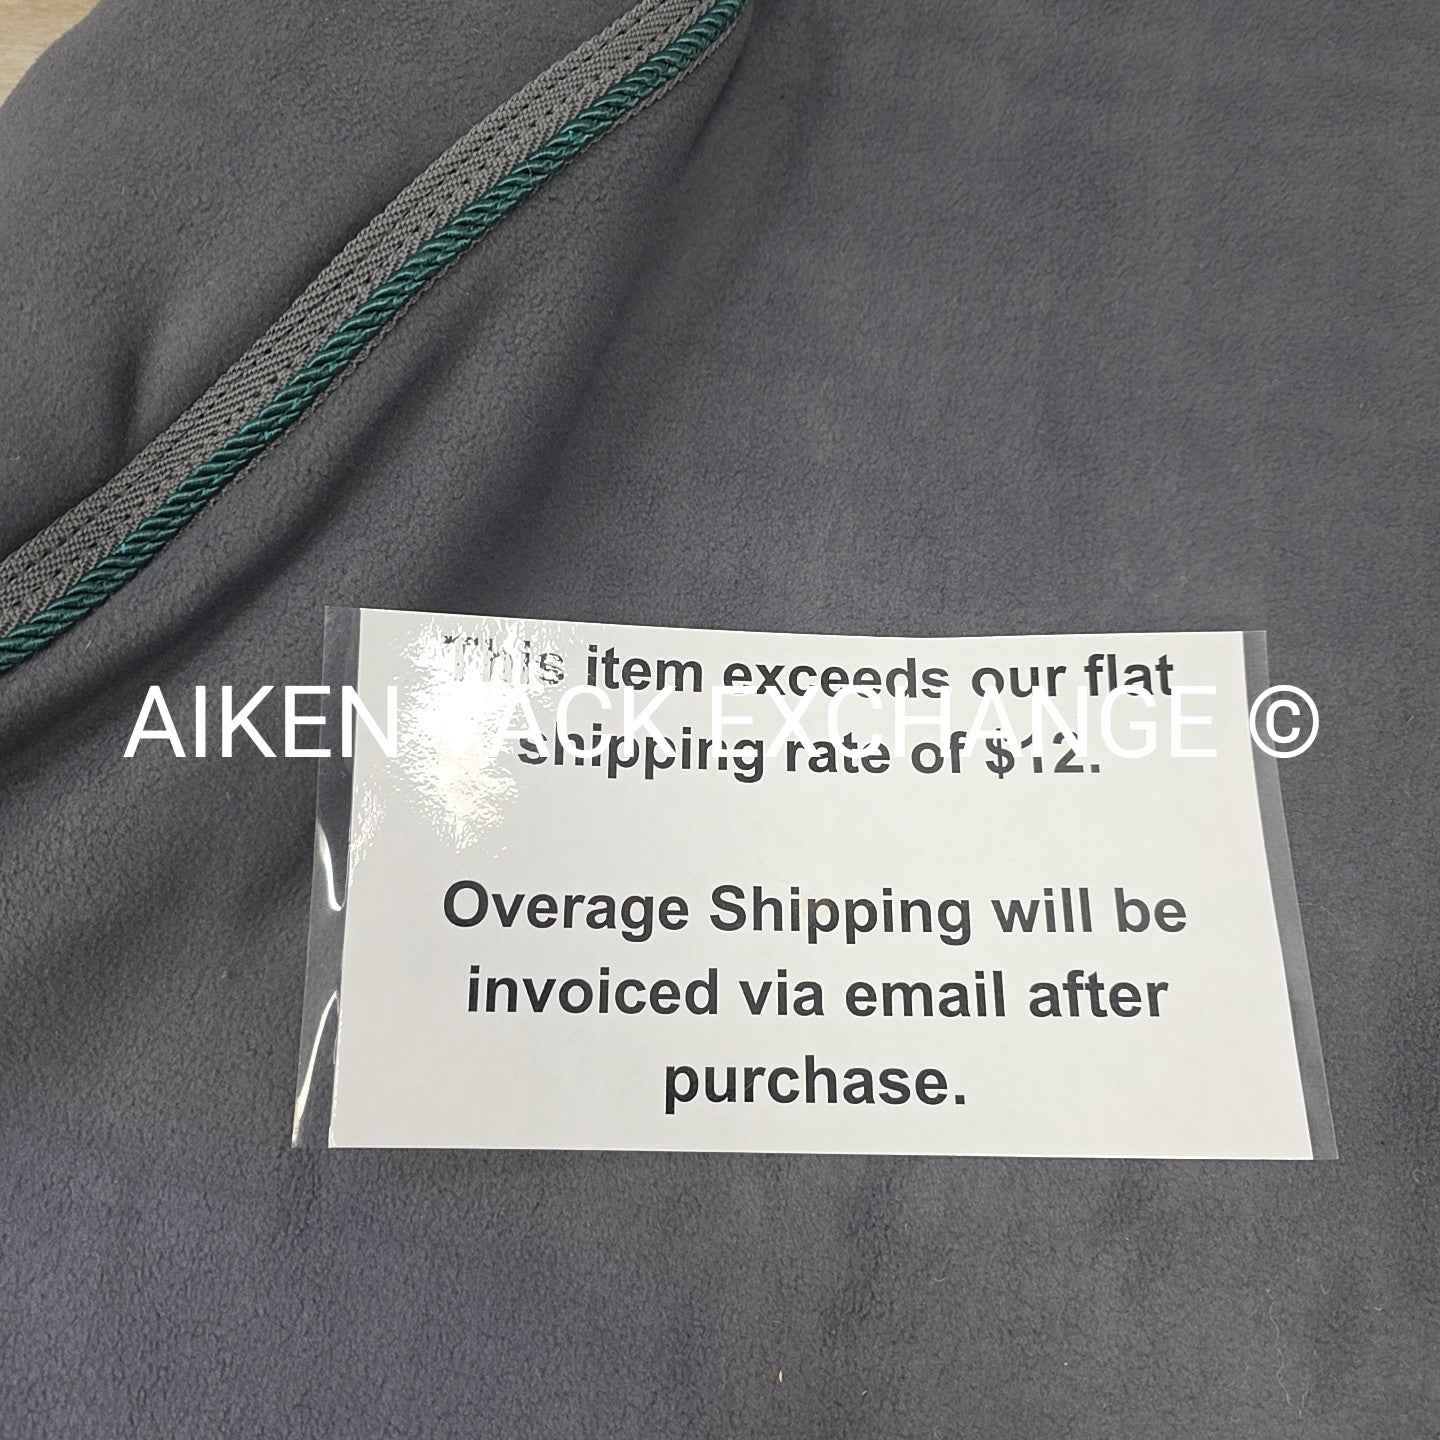 This item exceeds our flat
shipping rate of $12.
AIKEN TACK EXCHANGE ©
Overage Shipping will be
invoiced via email after
purchase.